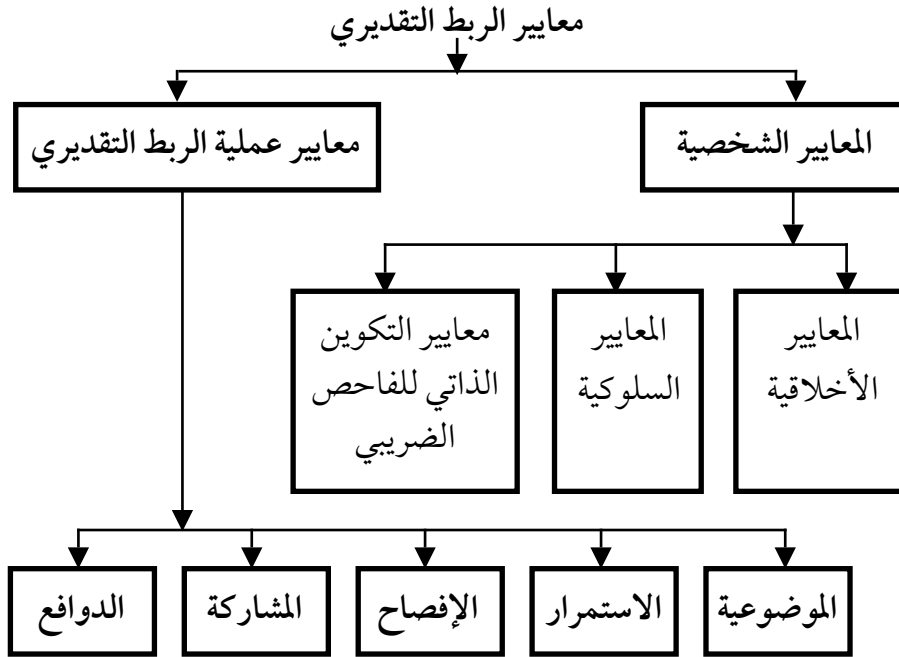 معايير الربط التقديري
المعايير الشخصية
معايير عملية الربط التقديري
المعايير
الأخلاقية
المعايير
السلوكية
معايير التكوين
الذاتي للفاحص
الضريبي
الموضوعية
الاستمرار
الإفصاح
المشاركة
الدوافع